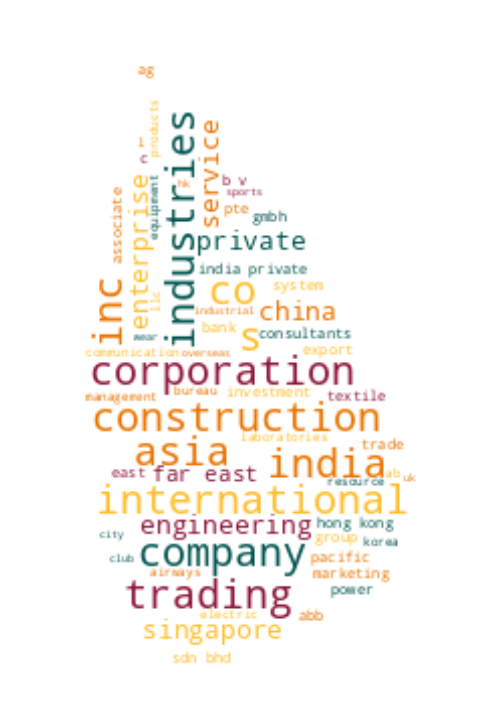 ag
products
industries
service
l
c
enterprise
equipment
hk
b v
sports
associate
pte
gmbh
private
india private
inc
llc
co
system
industrial
china
wear
bank
s
consultants
communication
overseas
export
corporation
management
bureau
investment
textile
construction
laboratories
asia
trade
india
east
far east
ab
uk
resource
international
engineering
hong kong
city
group
korea
club
company
pacific
airways
marketing
trading
power
electric
abb
singapore
sdn bhd